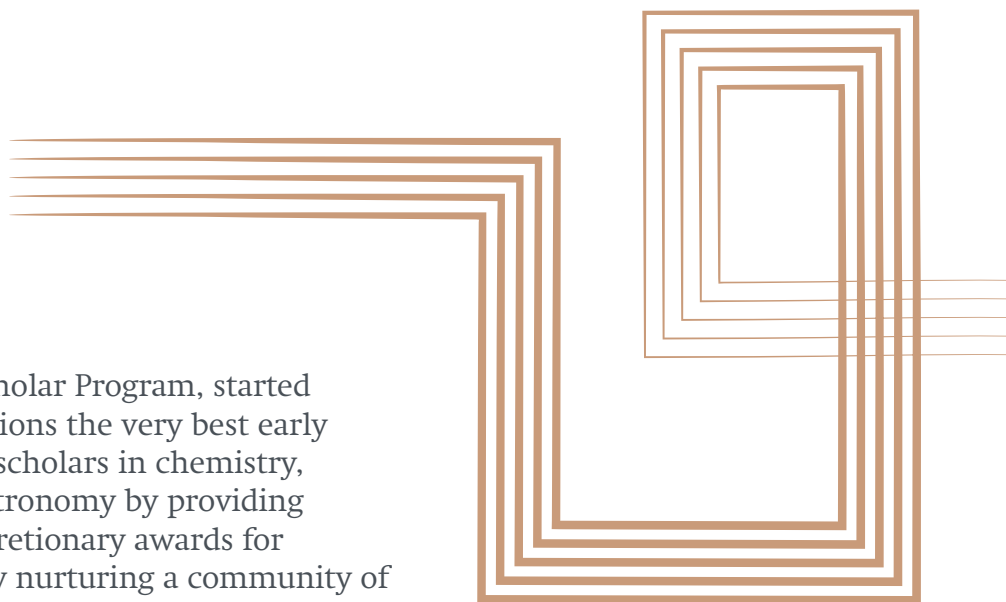 holar Program, started
ions the very best early
scholars in chemistry,
tronomy by providing
retionary awards for
y nurturing a community of